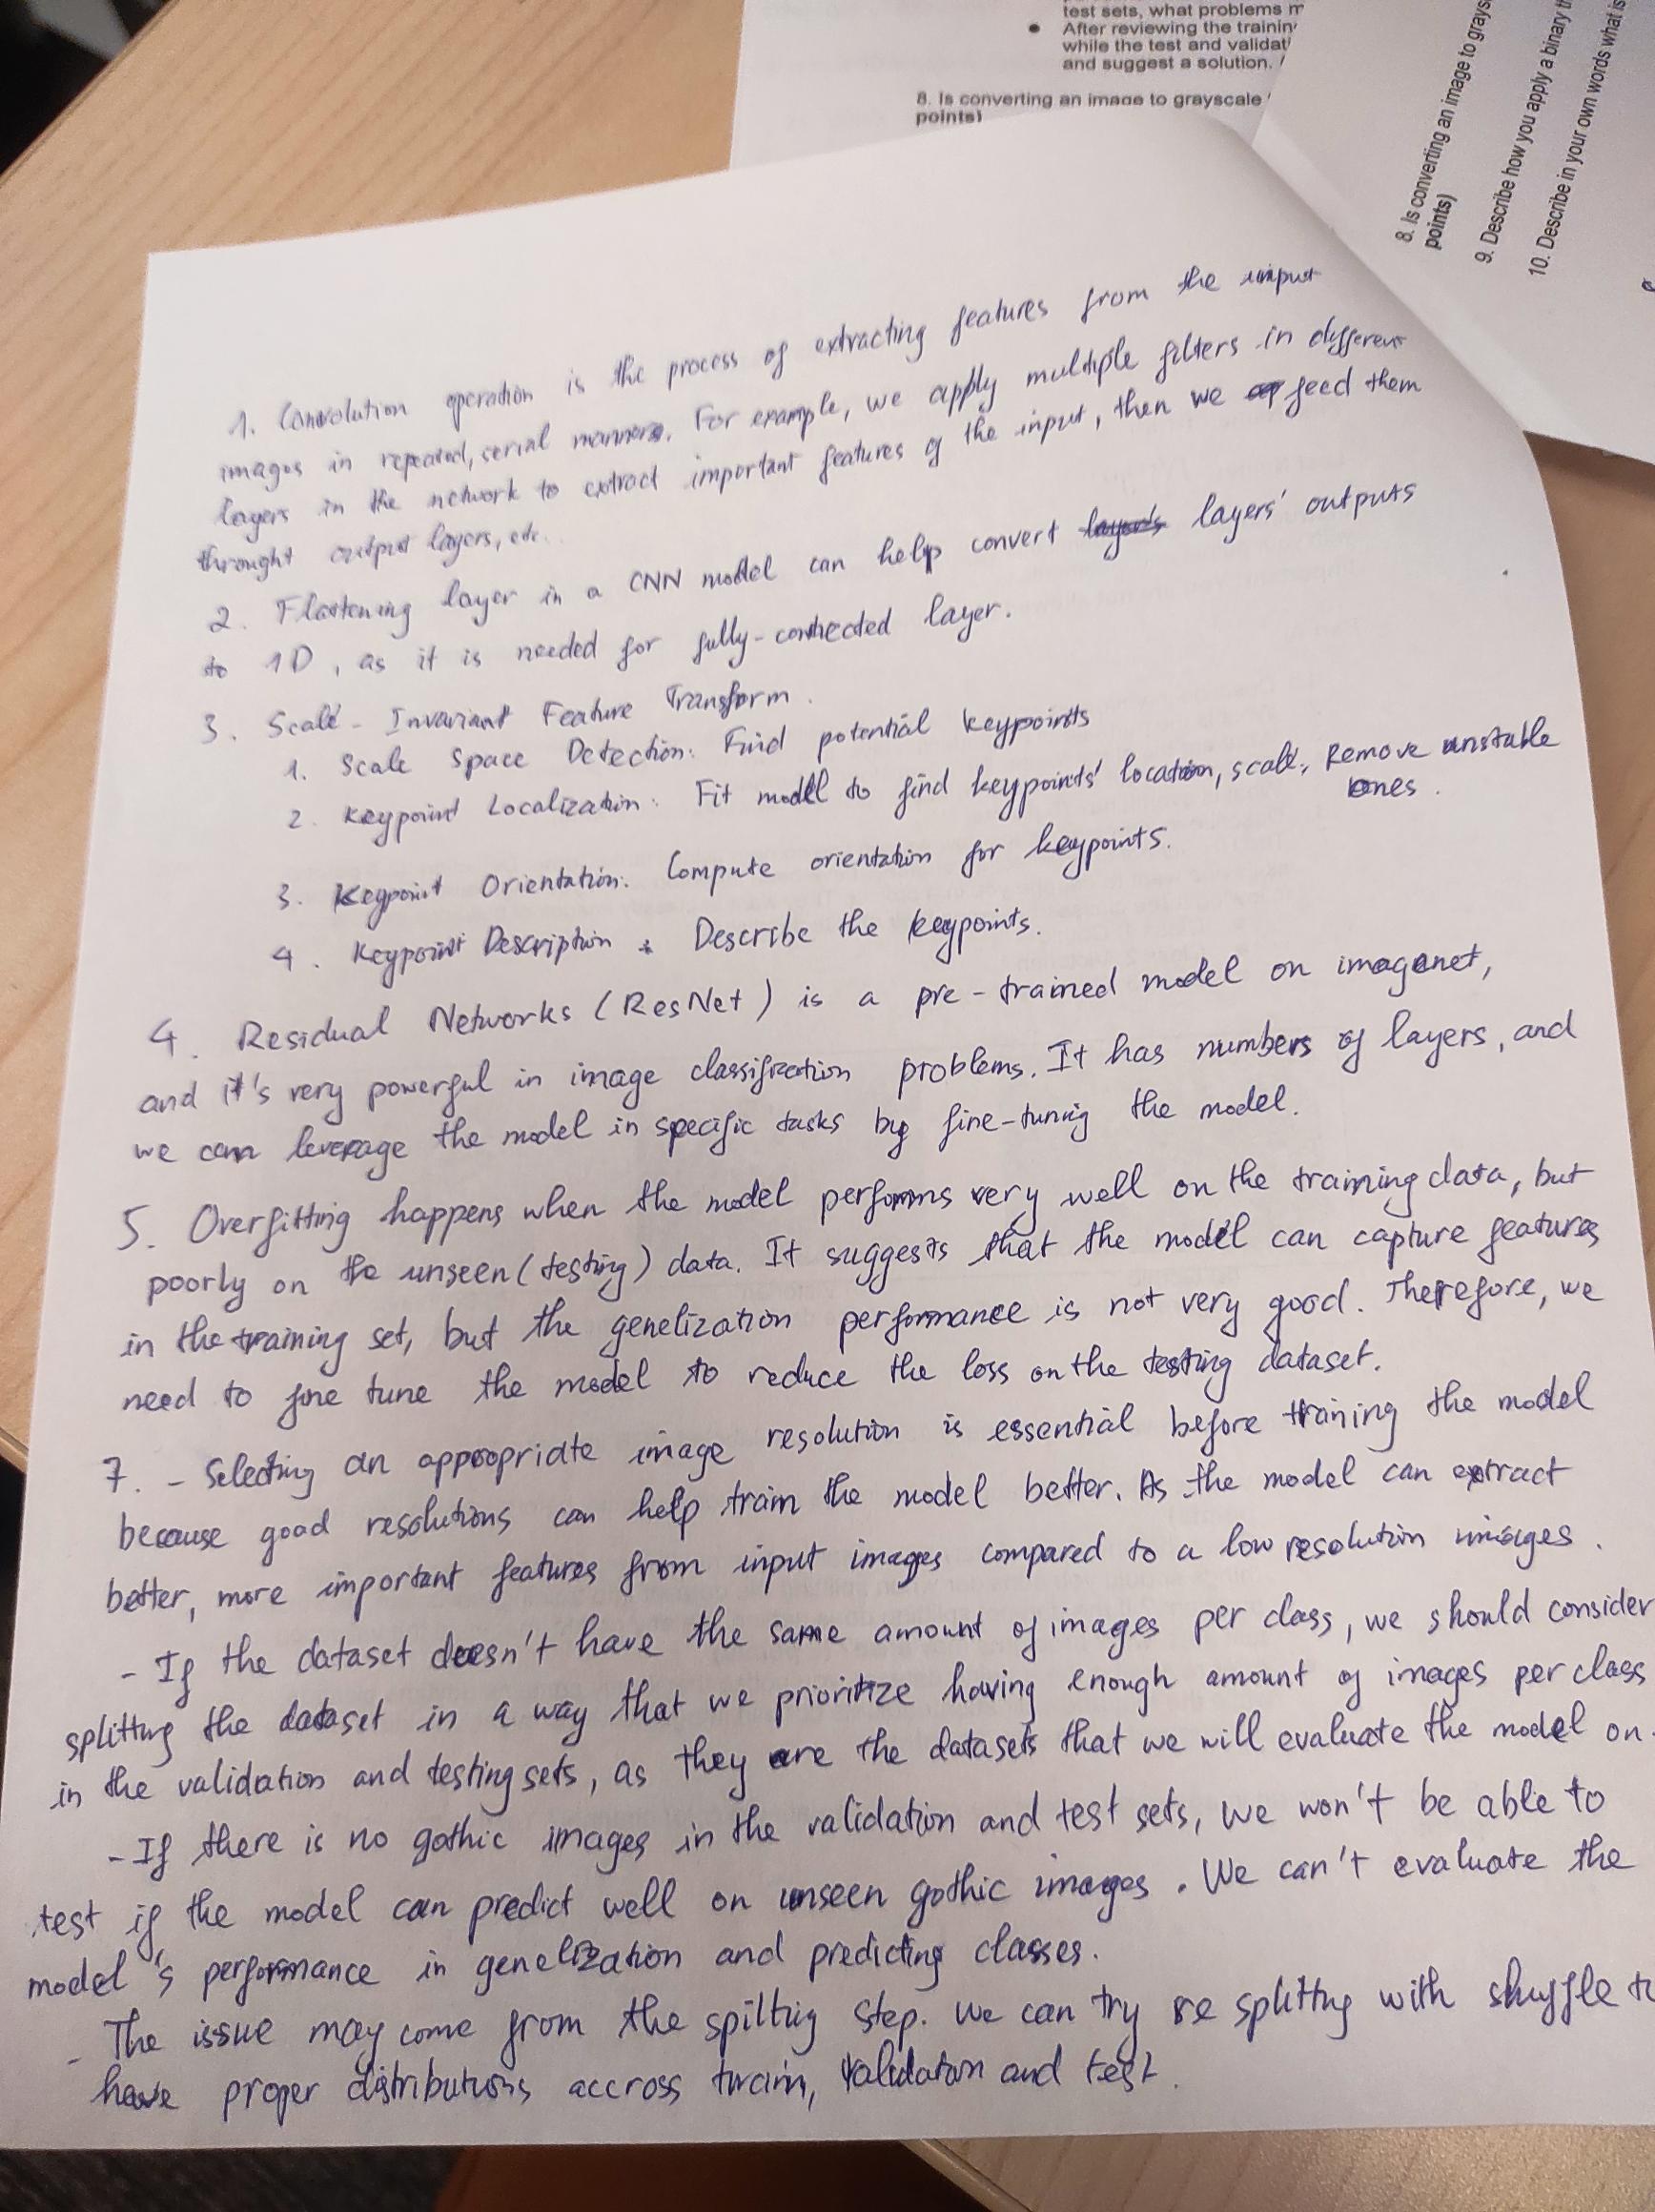 test sets, what problems m
• After reviewing the trainin
while the test and validat
and suggest a solution.
8. Is converting an image to grayscale
points)
8. Is converting an image to grays
points)
9. Describe how you apply a binary th
10. Describe in your own words what is
1. Convolution operation is the process of extracting features from the input
images in repeated, serial manners. For example, we apply multiple filters in different
layers in the network to extract important features of the input, then we feed them
throught output layers, etc..
2. Flattening layer in a CNN model can help convert layers' outputs
to 1D, as it is needed for fully-connected layer.
3. Scale-Invariant Feature Transform.
1. Scale Space Detection: Find potential keypoints
2. Keypoint Localization: Fit model to find keypoints' location, scale, Remove unstable
ones.
3. Keypoint Orientation: Compute orientation for keypoints.
4. Keypoint Description: Describe the keypoints.
4. Residual Networks (ResNet) is a pre-trained model on imagenet,
and it's very powerful in image classification problems. It has numbers of layers, and
we can leverage the model in specific tasks by fine-tuning the model.
5. Overfitting happens when the model performs very well on the training data, but
poorly on the unseen (testing) data. It suggests that the model can capture features
in the training set, but the genelization performance is not very good. Therefore, we
need to fine tune the model to reduce the loss on the testing dataset.
7. - Selecting an appropriate image resolution is essential before training the model
because good resolutions can help train the model better. As the model can extract
better, more important features from input images compared to a low resolution images.
- If the dataset doesn't have the same amount of images per class, we should consider
splitting the dataset in a way that we prioritize having enough amount of images per class
in the validation and testing sets, as they are the datasets that we will evaluate the model on.
- If there is no gothic images in the validation and test sets, we won't be able to
test if the model can predict well on unseen gothic images. We can't evaluate the
model's performance in genelization and predicting classes.
- The issue may come from the spilting step. We can try re splitting with shuffle to
have proper distributions accross train, validation and test.